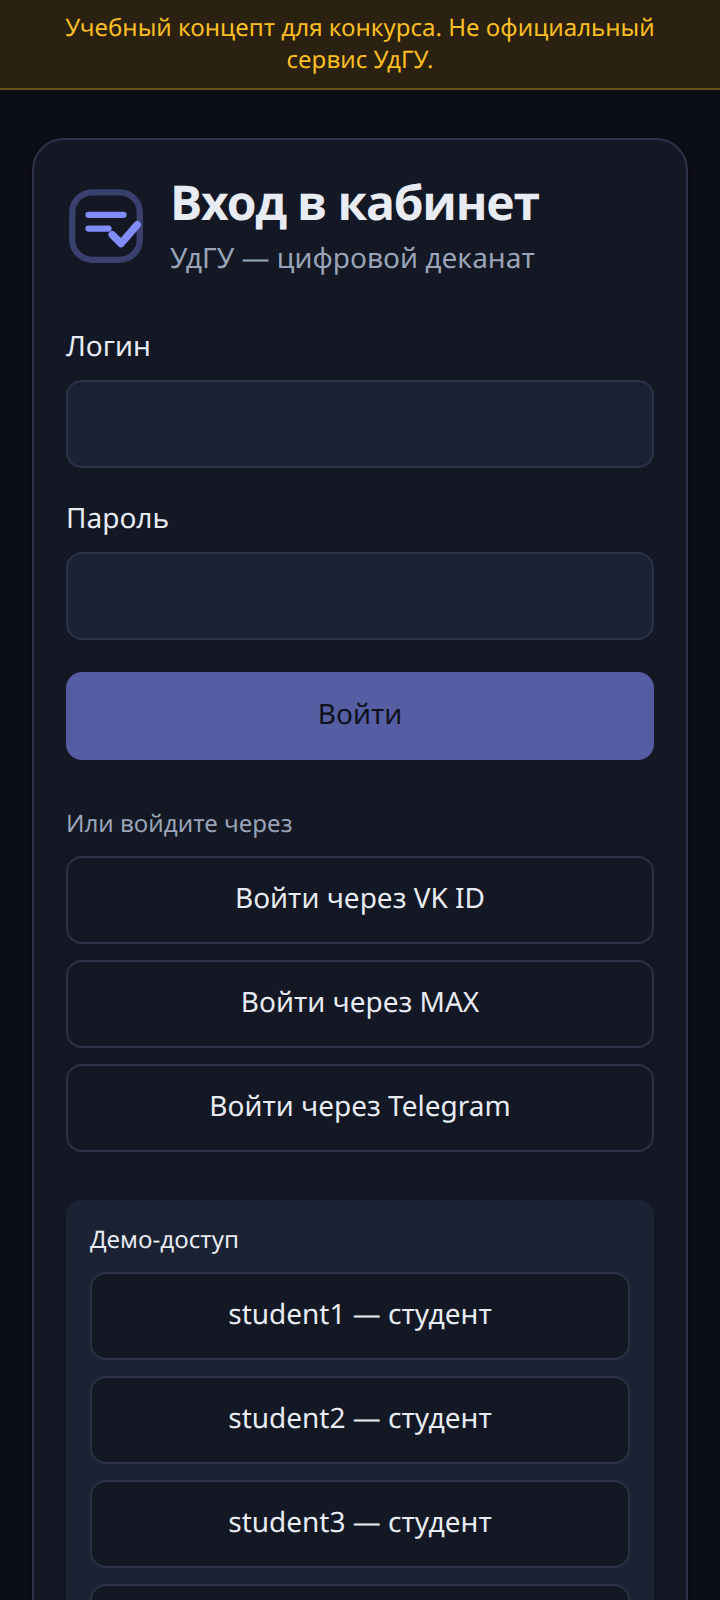 Учебный концепт для конкурса. Не официальный
сервис УдГУ.
Вход в кабинет
УдГУ — цифровой деканат
Логин
Пароль
Войти
Или войдите через
Войти через VK ID
Войти через MAX
Войти через Telegram
Демо-доступ
student1 — студент
student2 — студент
student3 — студент